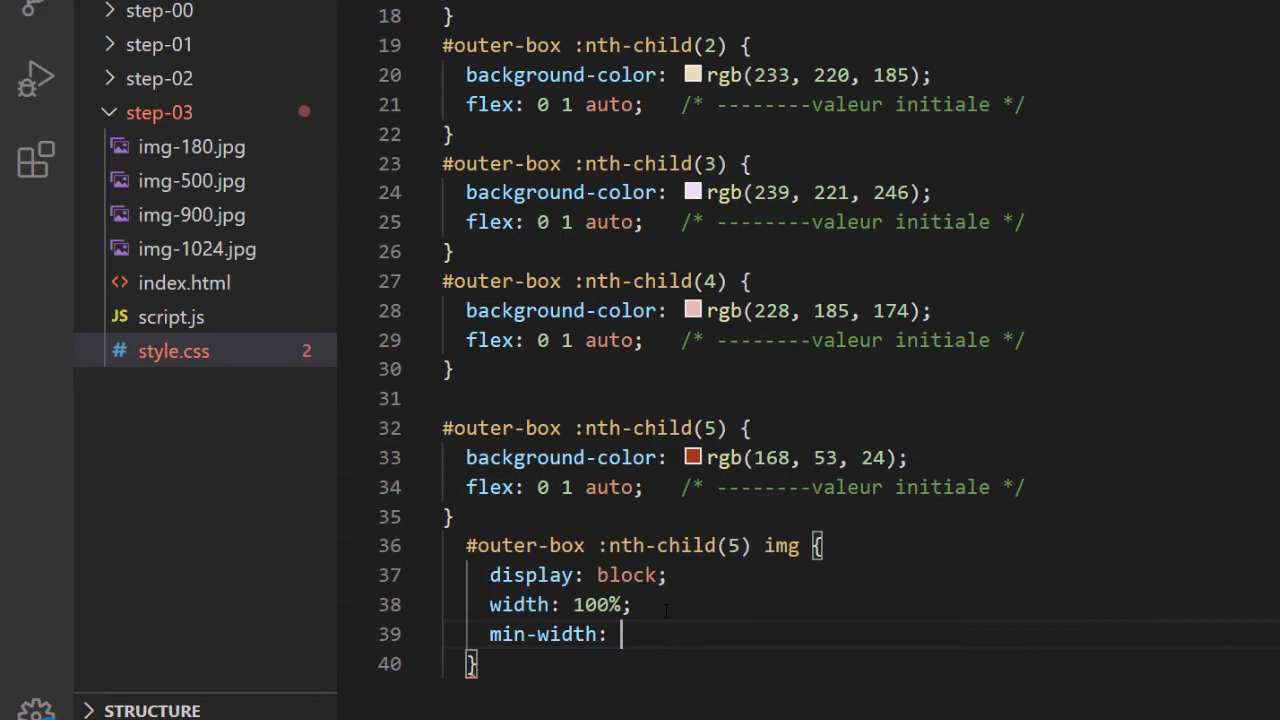 step-00
step-01
step-02
step-03
img-180.jpg
img-500.jpg
img-900.jpg
img-1024.jpg
<> index.html
JS script.js
# style.css 2
STRUCTURE
18 }
19 #outer-box :nth-child(2) {
20 background-color: rgb(233, 220, 185);
21 flex: 0 1 auto; /* --------valeur initiale */
22 }
23 #outer-box :nth-child(3) {
24 background-color: rgb(239, 221, 246);
25 flex: 0 1 auto; /* --------valeur initiale */
26 }
27 #outer-box :nth-child(4) {
28 background-color: rgb(228, 185, 174);
29 flex: 0 1 auto; /* --------valeur initiale */
30 }
31
32 #outer-box :nth-child(5) {
33 background-color: rgb(168, 53, 24);
34 flex: 0 1 auto; /* --------valeur initiale */
35 }
36 #outer-box :nth-child(5) img {
37 display: block;
38 width: 100%;
39 min-width:
40 }